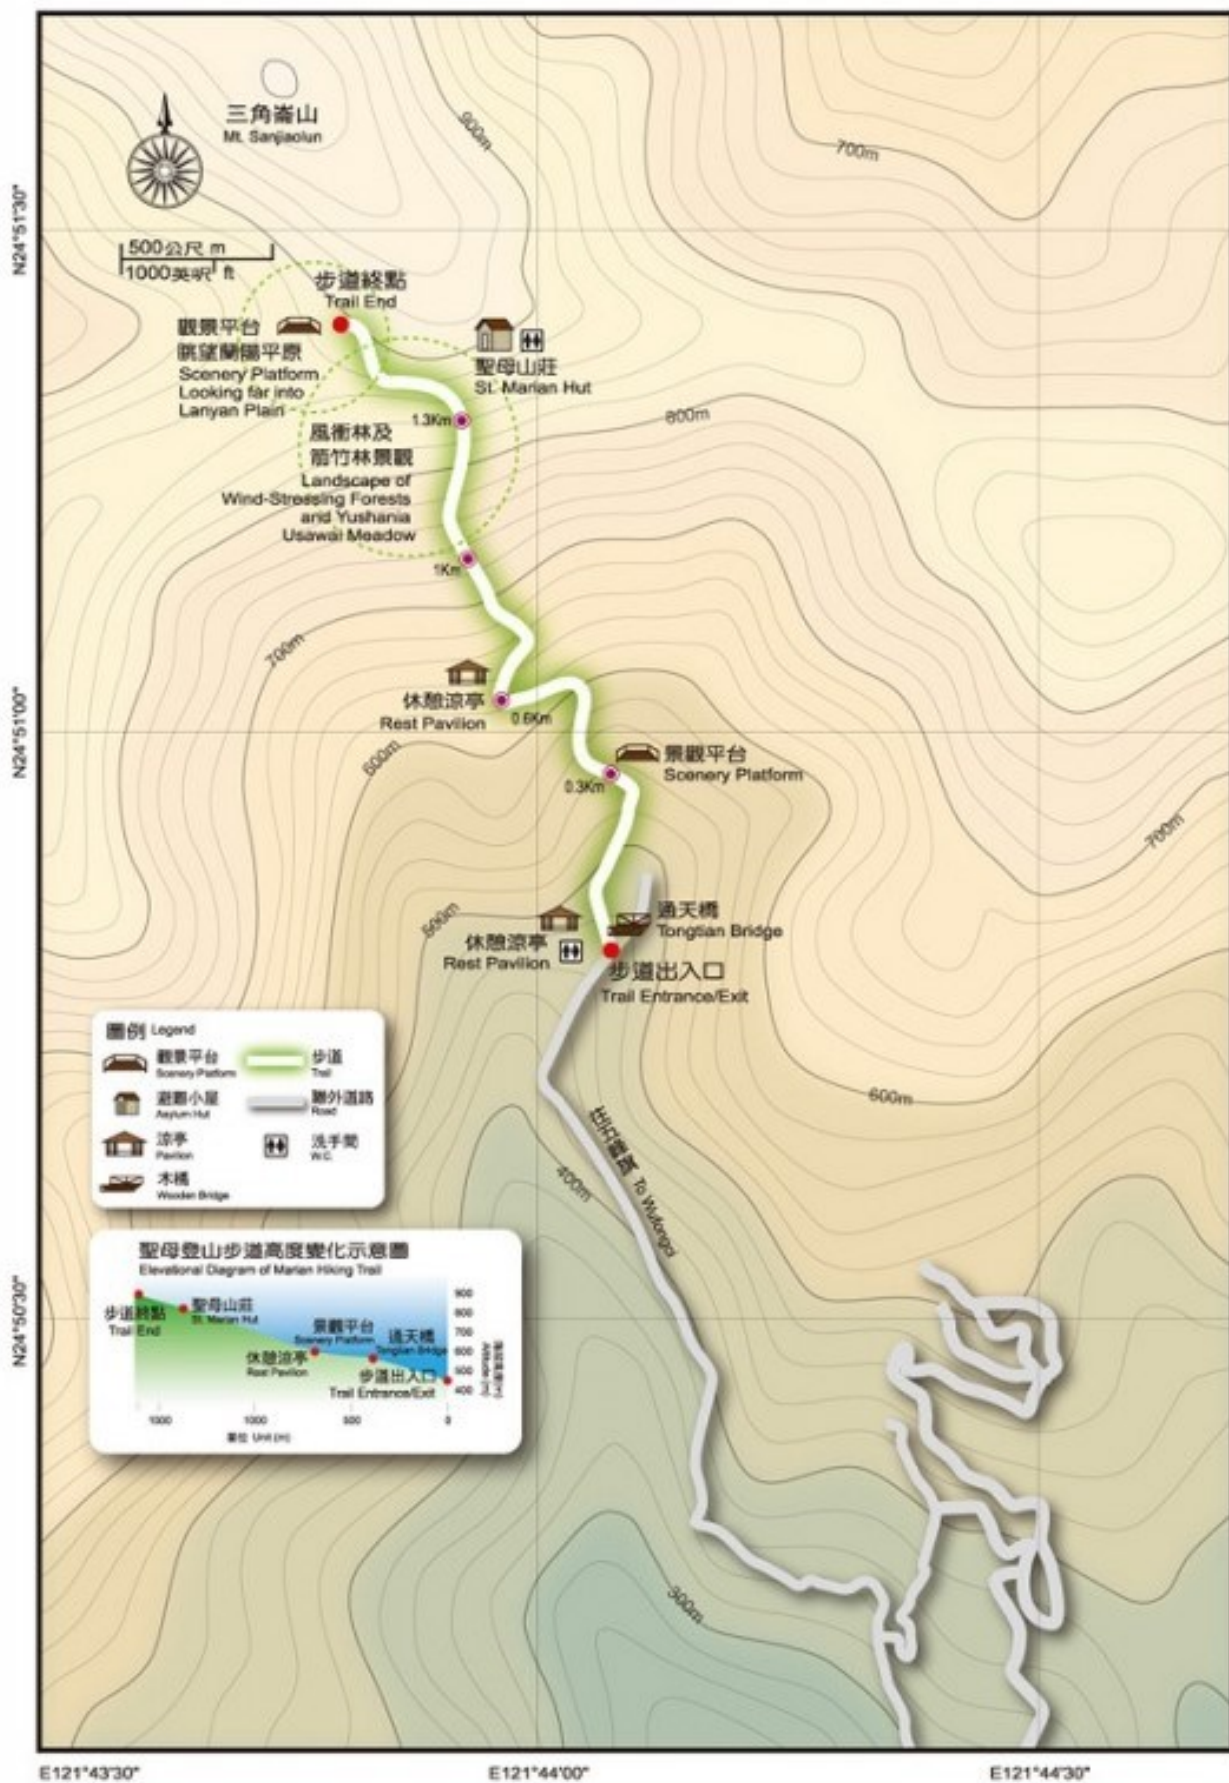 三角崙山
Mt. Sanjiaolun
900m
700m
N24°51'30"
500公尺 m
1000英呎 ft
步道終點
Trail End
觀景平台
眺望蘭陽平原
Scenery Platform
Looking far into
Lanyan Plain
聖母山莊
St. Marian Hut
800m
1.3Km
風衝林及
箭竹林景觀
Landscape of
Wind-Stressing Forests
and Yushania
Usawai Meadow
1Km
700m
休憩涼亭
Rest Pavilion
0.6Km
N24°51'00"
600m
景觀平台
Scenery Platform
0.3Km
700m
500m
通天橋
Tongtian Bridge
休憩涼亭
Rest Pavilion
步道出入口
Trail Entrance/Exit
圖例 Legend
觀景平台
Scenery Platform
步道
Trail
避難小屋
Asylum Hut
聯外道路
Road
涼亭
Pavilion
洗手間
W.C.
木橋
Wooden Bridge
600m
400m
To Wufongci
聖母登山步道高度變化示意圖
Elevational Diagram of Marian Hiking Trail
步道終點
Trail End
聖母山莊
St. Marian Hut
景觀平台
Scenery Platform
通天橋
Tongtian Bridge
休憩涼亭
Rest Pavilion
步道出入口
Trail Entrance/Exit
900
800
700
600
500
400
Altitude (m)
1000
500
0
單位 Unit (m)
N24°50'30"
300m
E121°43'30"
E121°44'00"
E121°44'30"